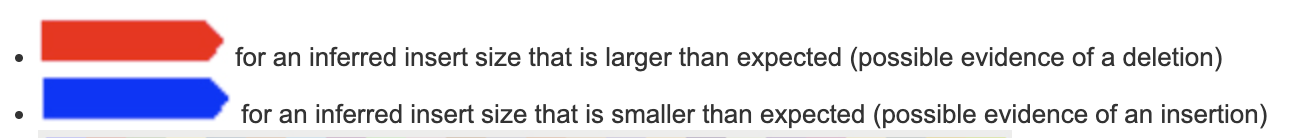 for an inferred insert size that is larger than expected (possible evidence of a deletion)
for an inferred insert size that is smaller than expected (possible evidence of an insertion)